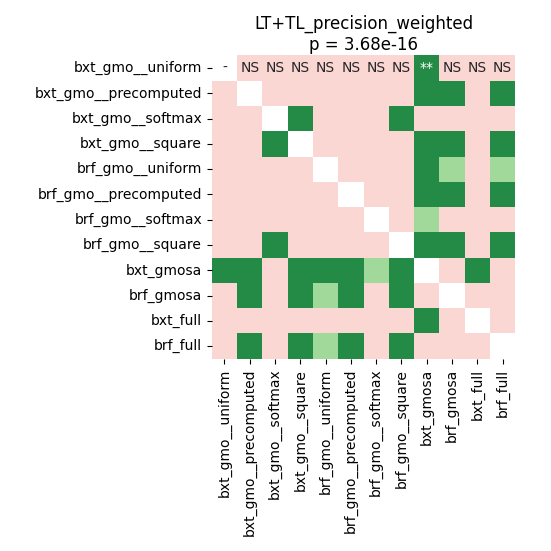 LT+TL_precision_weighted
p = 3.68e-16
bxt_gmo__uniform - NS NS NS NS NS NS NS ** NS NS NS
bxt_gmo__precomputed
bxt_gmo__softmax
bxt_gmo__square
brf_gmo__uniform
brf_gmo__precomputed
brf_gmo__softmax
brf_gmo__square
bxt_gmosa
brf_gmosa
bxt_full
brf_full
bxt_gmo__uniform
bxt_gmo__precomputed
bxt_gmo__softmax
bxt_gmo__square
brf_gmo__uniform
brf_gmo__precomputed
brf_gmo__softmax
brf_gmo__square
bxt_gmosa
brf_gmosa
bxt_full
brf_full